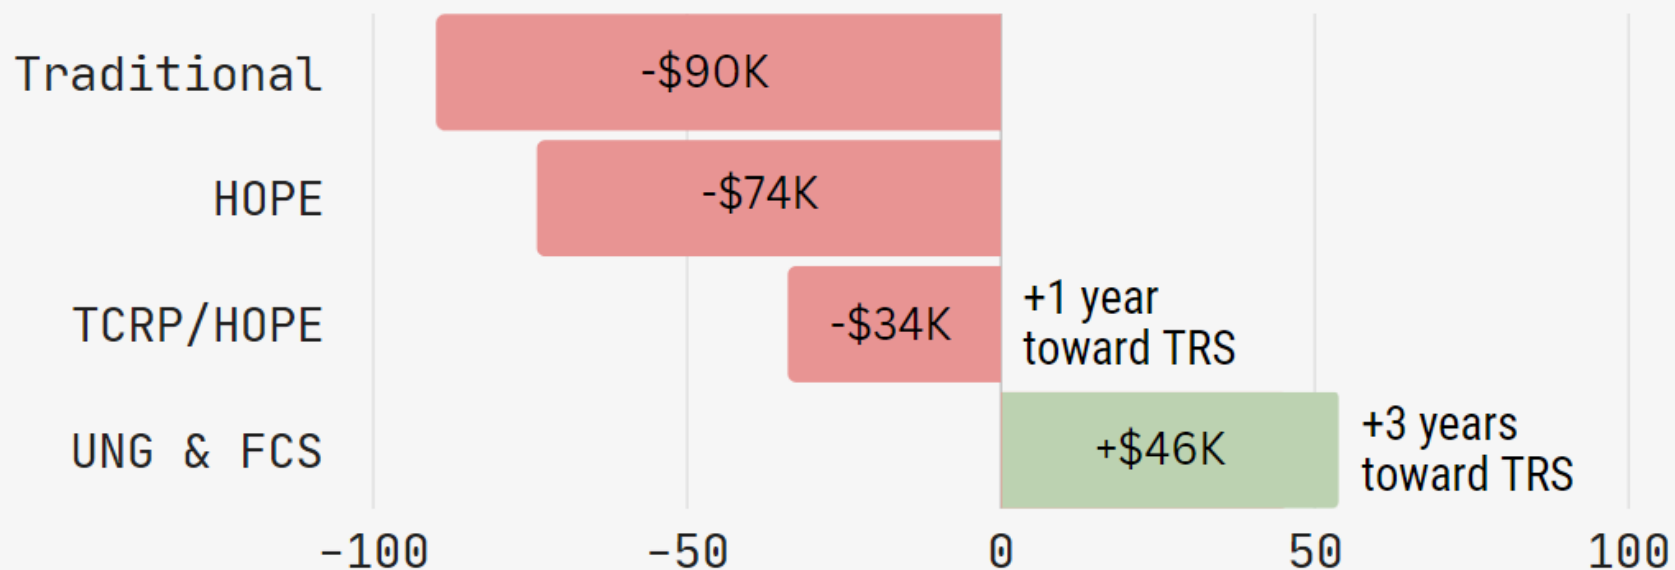 Traditional
-$90K
HOPE
-$74K
TCRP/HOPE
-$34K
+1 year
toward TRS
UNG & FCS
+$46K
+3 years
toward TRS
-100
-50
0
50
100